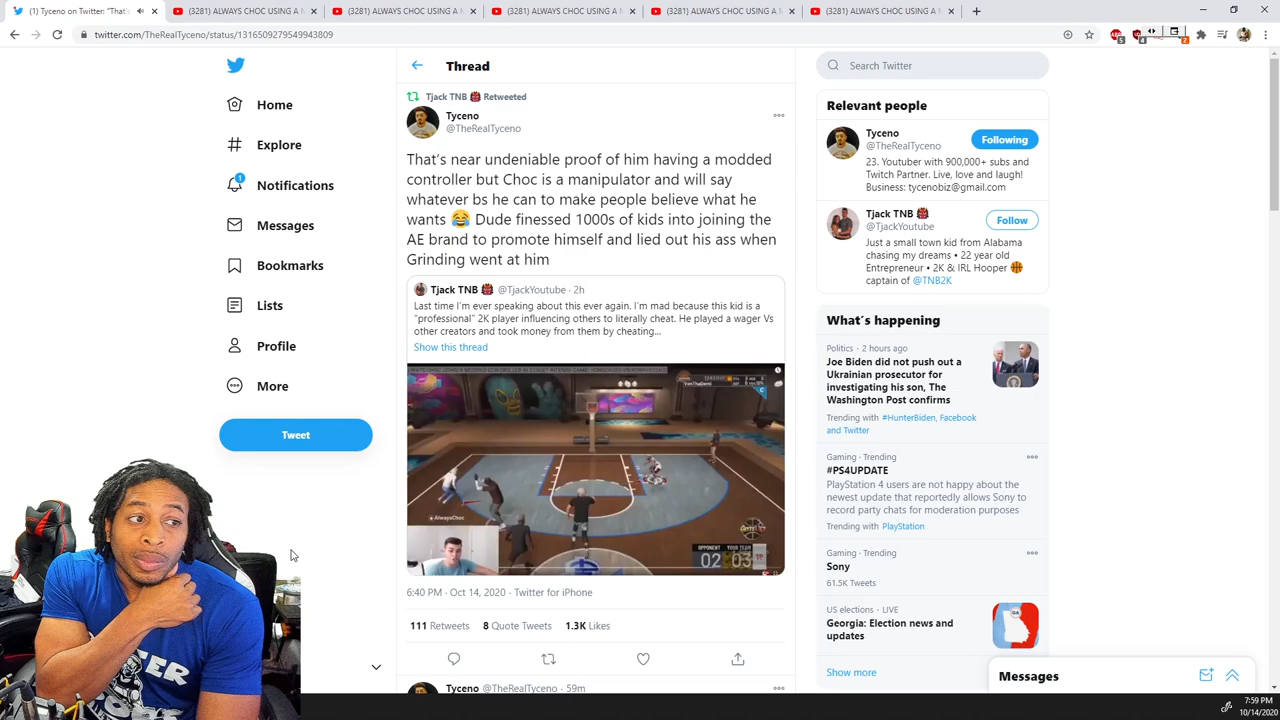 (1) Tyceno on Twitter: "That's
(3281) ALWAYS CHOC USING A M
(3281) ALWAYS CHOC USING A M
(3281) ALWAYS CHOC USING A M
(3281) ALWAYS CHOC USING A M
(3281) ALWAYS CHOC USING A M
twitter.com/TheRealTyceno/status/1316509279549943809
Home
Explore
1
Notifications
Messages
Bookmarks
Lists
Profile
More
Tweet
Thread
Tjack TNB 👹 Retweeted
Tyceno
@TheRealTyceno
That's near undeniable proof of him having a modded
controller but Choc is a manipulator and will say
whatever bs he can to make people believe what he
wants 😂 Dude finessed 1000s of kids into joining the
AE brand to promote himself and lied out his ass when
Grinding went at him
Tjack TNB 👹 @TjackYoutube · 2h
Last time I'm ever speaking about this ever again. I'm mad because this kid is a
"professional" 2K player influencing others to literally cheat. He played a wager Vs
other creators and took money from them by cheating...
Show this thread
AlwaysChoc
OPPONENT YOUR TEAM
02 03
6:40 PM · Oct 14, 2020 · Twitter for iPhone
111 Retweets 8 Quote Tweets 1.3K Likes
Tyceno @TheRealTyceno · 59m
Search Twitter
Relevant people
Tyceno
@TheRealTyceno
Following
23. Youtuber with 900,000+ subs and
Twitch Partner. Live, love and laugh!
Business: tycenobiz@gmail.com
Tjack TNB 👹
@TjackYoutube
Follow
Just a small town kid from Alabama
chasing my dreams • 22 year old
Entrepreneur • 2K & IRL Hooper 🏀
captain of @TNB2K
What's happening
Politics · 2 hours ago
Joe Biden did not push out a
Ukrainian prosecutor for
investigating his son, The
Washington Post confirms
Trending with #HunterBiden, Facebook
and Twitter
Gaming · Trending
#PS4UPDATE
PlayStation 4 users are not happy about the
newest update that reportedly allows Sony to
record party chats for moderation purposes
Trending with PlayStation
Gaming · Trending
Sony
61.5K Tweets
US elections · LIVE
Georgia: Election news and
updates
Show more
Messages
7:59 PM
10/14/2020